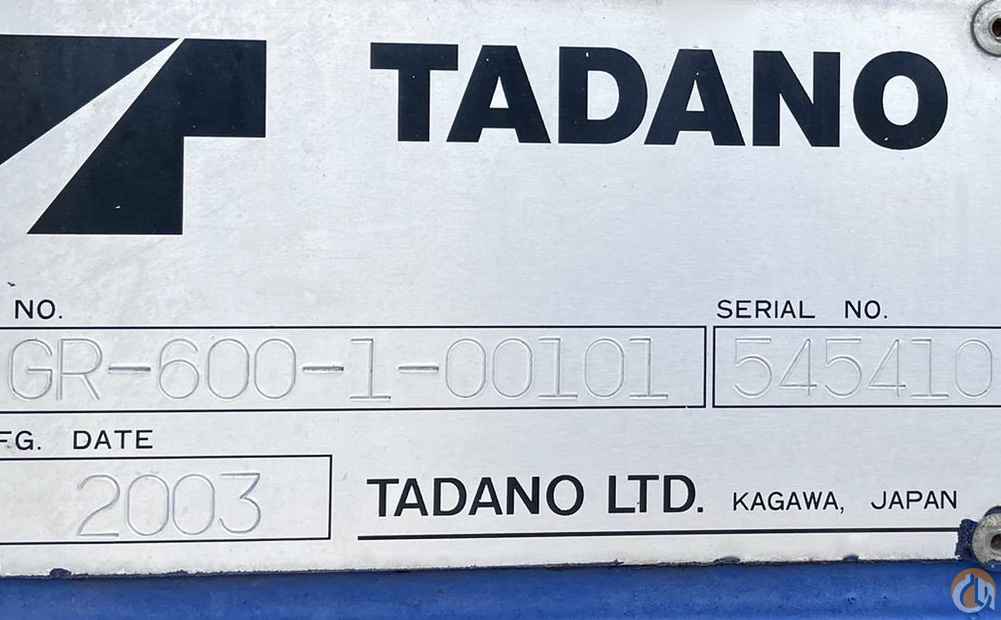 TADANO
NO.
SERIAL NO.
GR-600-1-00101
545410
FG. DATE
2003
TADANO LTD. KAGAWA, JAPAN